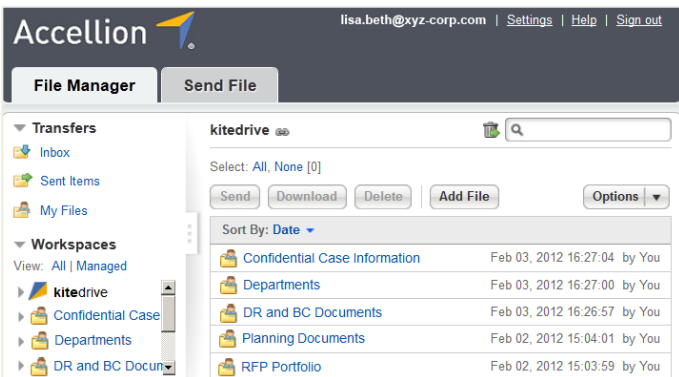 Accellion
lisa.beth@xyz-corp.com | Settings | Help | Sign out
File Manager
Send File
Transfers
Inbox
Sent Items
My Files
Workspaces
View: All | Managed
kitedrive
Confidential Case
Departments
DR and BC Docum
kitedrive
Select: All, None [0]
Send Download Delete Add File Options
Sort By: Date
Confidential Case Information Feb 03, 2012 16:27:04 by You
Departments Feb 03, 2012 16:27:00 by You
DR and BC Documents Feb 03, 2012 16:26:57 by You
Planning Documents Feb 02, 2012 15:04:01 by You
RFP Portfolio Feb 02, 2012 15:03:59 by You